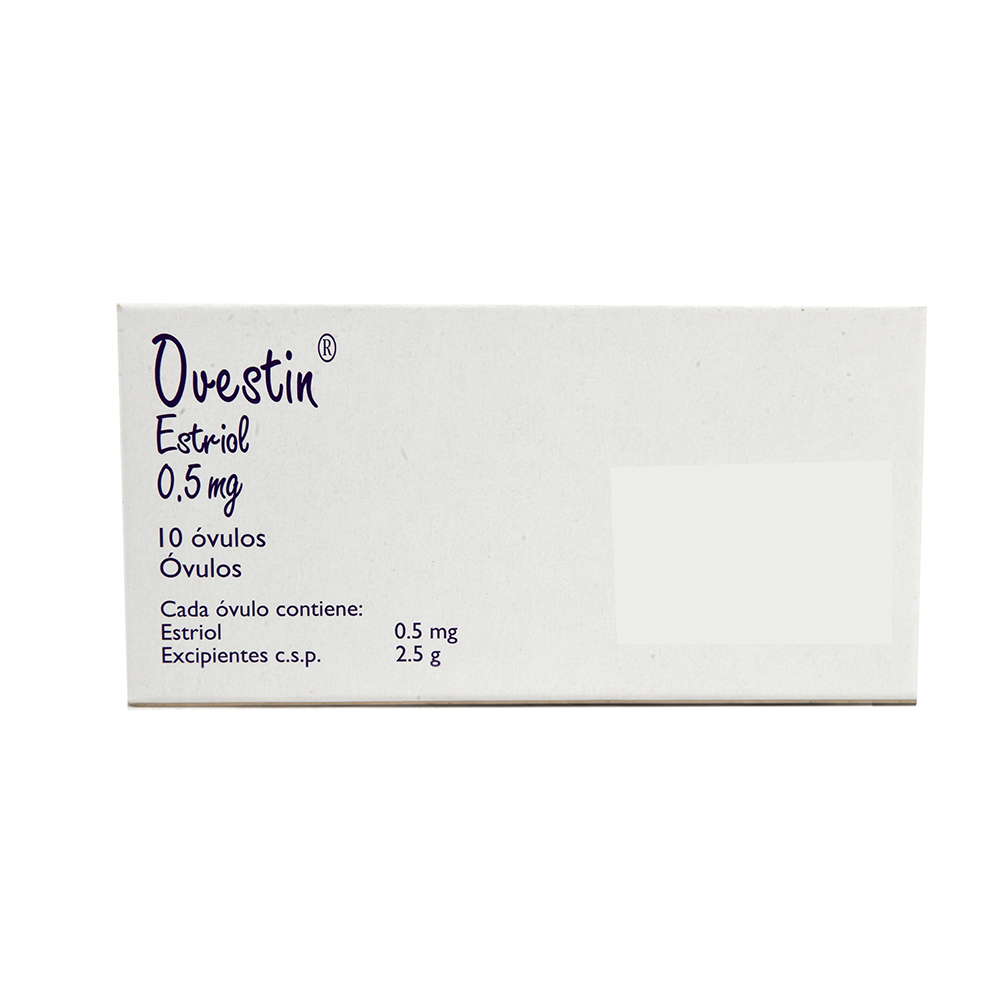 Ovestin®
Estriol
0.5 mg
10 óvulos
Óvulos
Cada óvulo contiene:
Estriol 0.5 mg
Excipientes c.s.p. 2.5 g